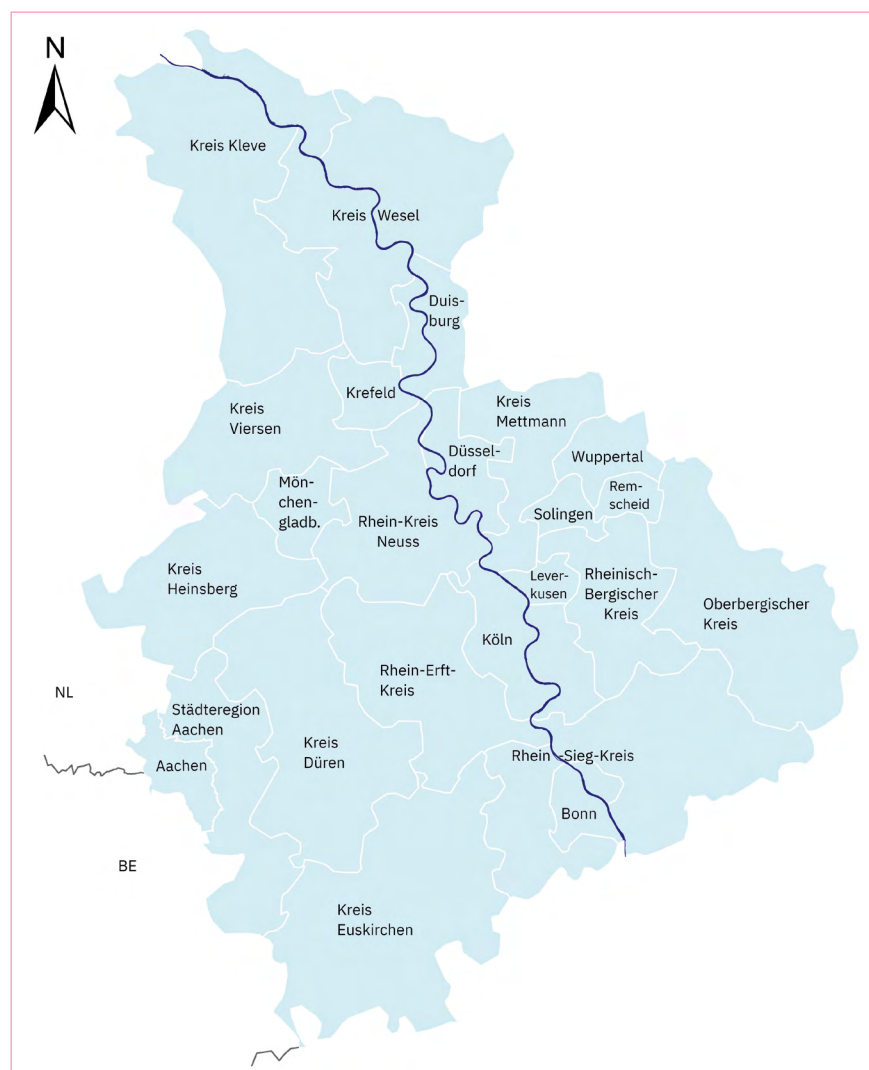 N
Kreis Kleve
Kreis Wesel
Duis-
burg
Krefeld
Kreis
Mettmann
Kreis
Viersen
Düssel-
dorf
Wuppertal
Mön-
chen-
gladb.
Rem-
scheid
Solingen
Rhein-Kreis
Neuss
Kreis
Heinsberg
Lever-
kusen
Rheinisch-
Bergischer
Kreis
Oberbergischer
Kreis
Köln
Rhein-Erft-
Kreis
NL
Städteregion
Aachen
Kreis
Düren
Rhein-Sieg-Kreis
Aachen
Bonn
BE
Kreis
Euskirchen